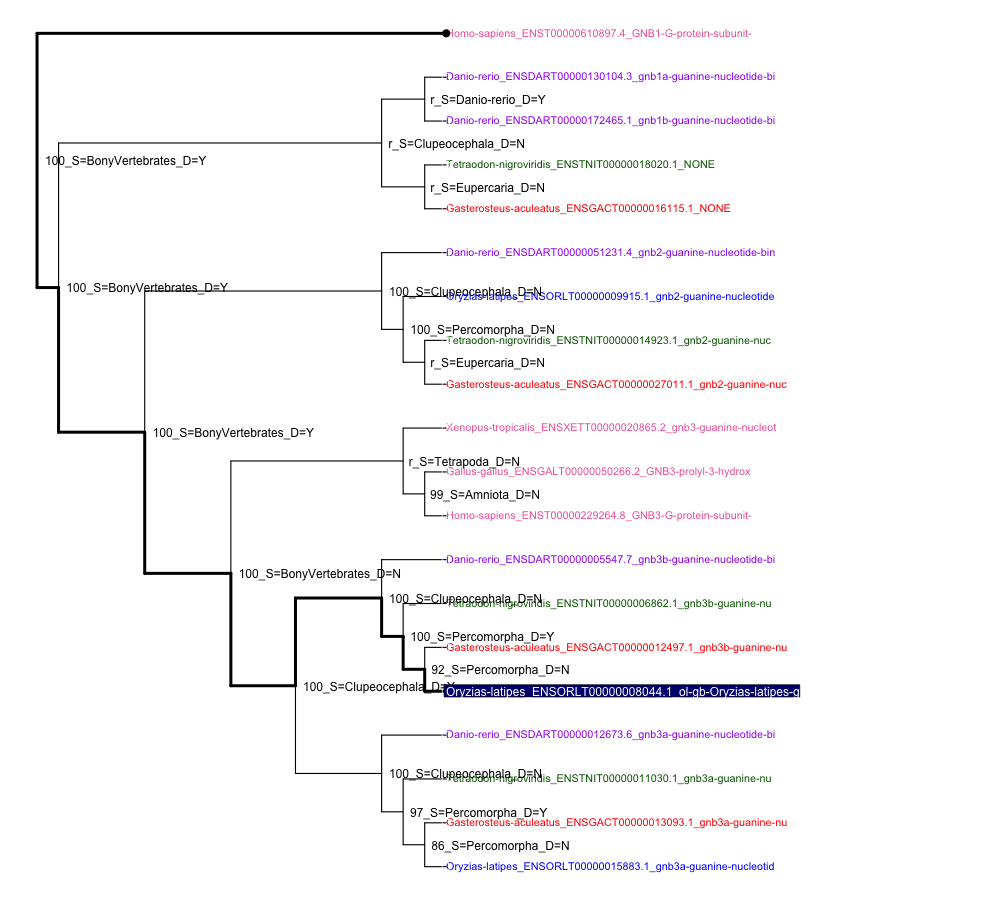 Homo-sapiens_ENST00000610897.4_GNB1-G-protein-subunit-
Danio-rerio_ENSDART00000130104.3_gnb1a-guanine-nucleotide-bi
r_S=Danio-rerio_D=Y
Danio-rerio_ENSDART00000172465.1_gnb1b-guanine-nucleotide-bi
r_S=Clupeocephala_D=N
100_S=BonyVertebrates_D=Y
Tetraodon-nigroviridis_ENSTNIT00000018020.1_NONE
r_S=Eupercaria_D=N
Gasterosteus-aculeatus_ENSGACT00000016115.1_NONE
Danio-rerio_ENSDART00000051231.4_gnb2-guanine-nucleotide-bin
100_S=BonyVertebrates_D=Y
100_S=Clupeocephala_D=N
Oryzias-latipes_ENSORLT00000009915.1_gnb2-guanine-nucleotide
100_S=Percomorpha_D=N
Tetraodon-nigroviridis_ENSTNIT00000014923.1_gnb2-guanine-nuc
r_S=Eupercaria_D=N
Gasterosteus-aculeatus_ENSGACT00000027011.1_gnb2-guanine-nuc
Xenopus-tropicalis_ENSXETT00000020865.2_gnb3-guanine-nucleot
100_S=BonyVertebrates_D=Y
r_S=Tetrapoda_D=N
Gallus-gallus_ENSGALT00000050266.2_GNB3-prolyl-3-hydrox
99_S=Amniota_D=N
Homo-sapiens_ENST00000229264.8_GNB3-G-protein-subunit-
Danio-rerio_ENSDART00000005547.7_gnb3b-guanine-nucleotide-bi
100_S=BonyVertebrates_D=N
100_S=Clupeocephala_D=N
Tetraodon-nigroviridis_ENSTNIT00000006862.1_gnb3b-guanine-nu
100_S=Percomorpha_D=Y
Gasterosteus-aculeatus_ENSGACT00000012497.1_gnb3b-guanine-nu
92_S=Percomorpha_D=N
100_S=Clupeocephala_D=Y
Oryzias-latipes_ENSORLT00000008044.1_ol-gb-Oryzias-latipes-g
Danio-rerio_ENSDART00000012673.6_gnb3a-guanine-nucleotide-bi
100_S=Clupeocephala_D=N
Tetraodon-nigroviridis_ENSTNIT00000011030.1_gnb3a-guanine-nu
97_S=Percomorpha_D=Y
Gasterosteus-aculeatus_ENSGACT00000013093.1_gnb3a-guanine-nu
86_S=Percomorpha_D=N
Oryzias-latipes_ENSORLT00000015883.1_gnb3a-guanine-nucleotid